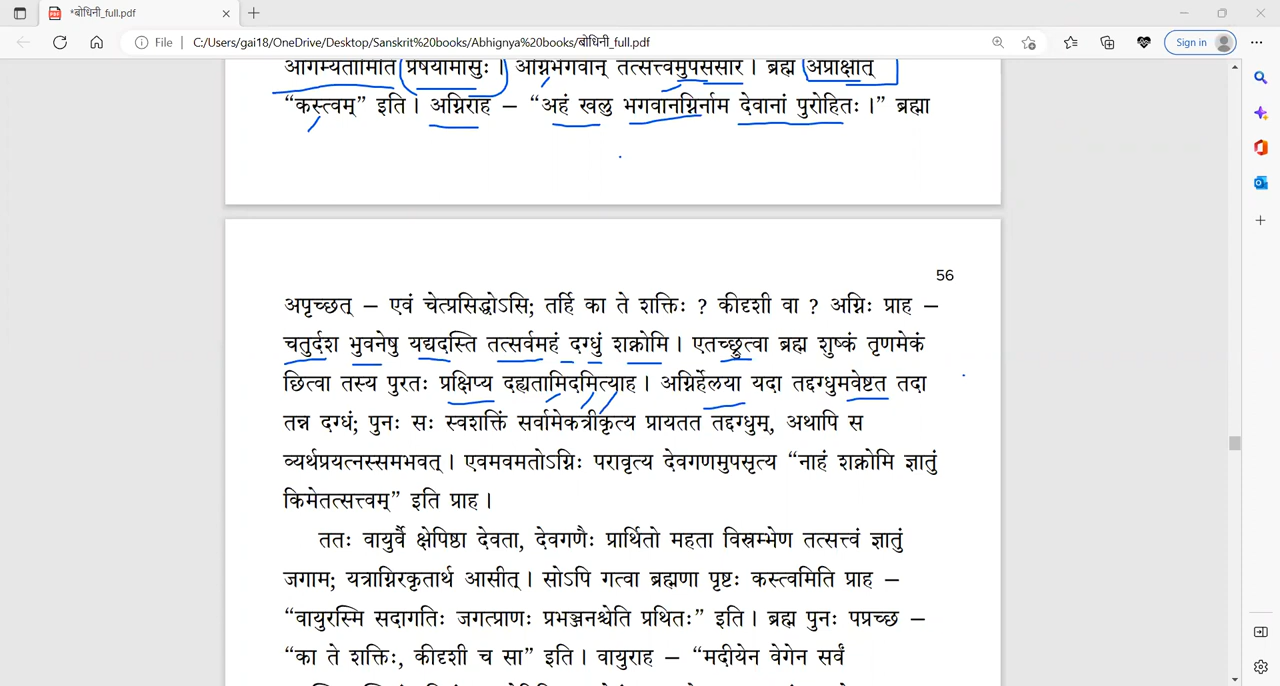 *बोधिनी_full.pdf
File | C:/Users/gai18/OneDrive/Desktop/Sanskrit%20books/Abhignya%20books/बोधिनी_full.pdf
Sign in
आगम्यतामिति प्रेषयामासुः । अग्निर्भगवान् तत्सत्त्वमुपससार । ब्रह्म अप्राक्षीत्
“कस्त्वम्” इति । अग्निराह – “अहं खलु भगवानग्निर्नाम देवानां पुरोहितः ।” ब्रह्मा
56
अपृच्छत् – एवं चेत्प्रसिद्धोऽसि; तर्हि का ते शक्तिः ? कीदृशी वा ? अग्निः प्राह –
चतुर्दश भुवनेषु यद्यदस्ति तत्सर्वमहं दग्धुं शक्नोमि । एतच्छ्रुत्वा ब्रह्म शुष्कं तृणमेकं
छित्वा तस्य पुरतः प्रक्षिप्य दह्यतामिदमित्याह । अग्निर्हेलया यदा तद्दग्धुमवेष्टत तदा
तन्न दग्धं; पुनः सः स्वशक्तिं सर्वामेकत्रीकृत्य प्रायतत तद्दग्धुम्, अथापि स
व्यर्थप्रयत्नस्समभवत् । एवमवमतोऽग्निः परावृत्य देवगणमुपसृत्य “नाहं शक्नोमि ज्ञातुं
किमेतत्सत्त्वम्” इति प्राह ।
ततः वायुर्वै क्षेपिष्ठा देवता, देवगणैः प्रार्थितो महता विस्रम्भेण तत्सत्त्वं ज्ञातुं
जगाम; यत्राग्निरकृतार्थ आसीत् । सोऽपि गत्वा ब्रह्मणा पृष्टः कस्त्वमिति प्राह –
“वायुरस्मि सदागतिः जगत्प्राणः प्रभञ्जनश्चेति प्रथितः” इति । ब्रह्म पुनः पप्रच्छ –
“का ते शक्तिः, कीदृशी च सा” इति । वायुराह – “मदीयेन वेगेन सर्वं